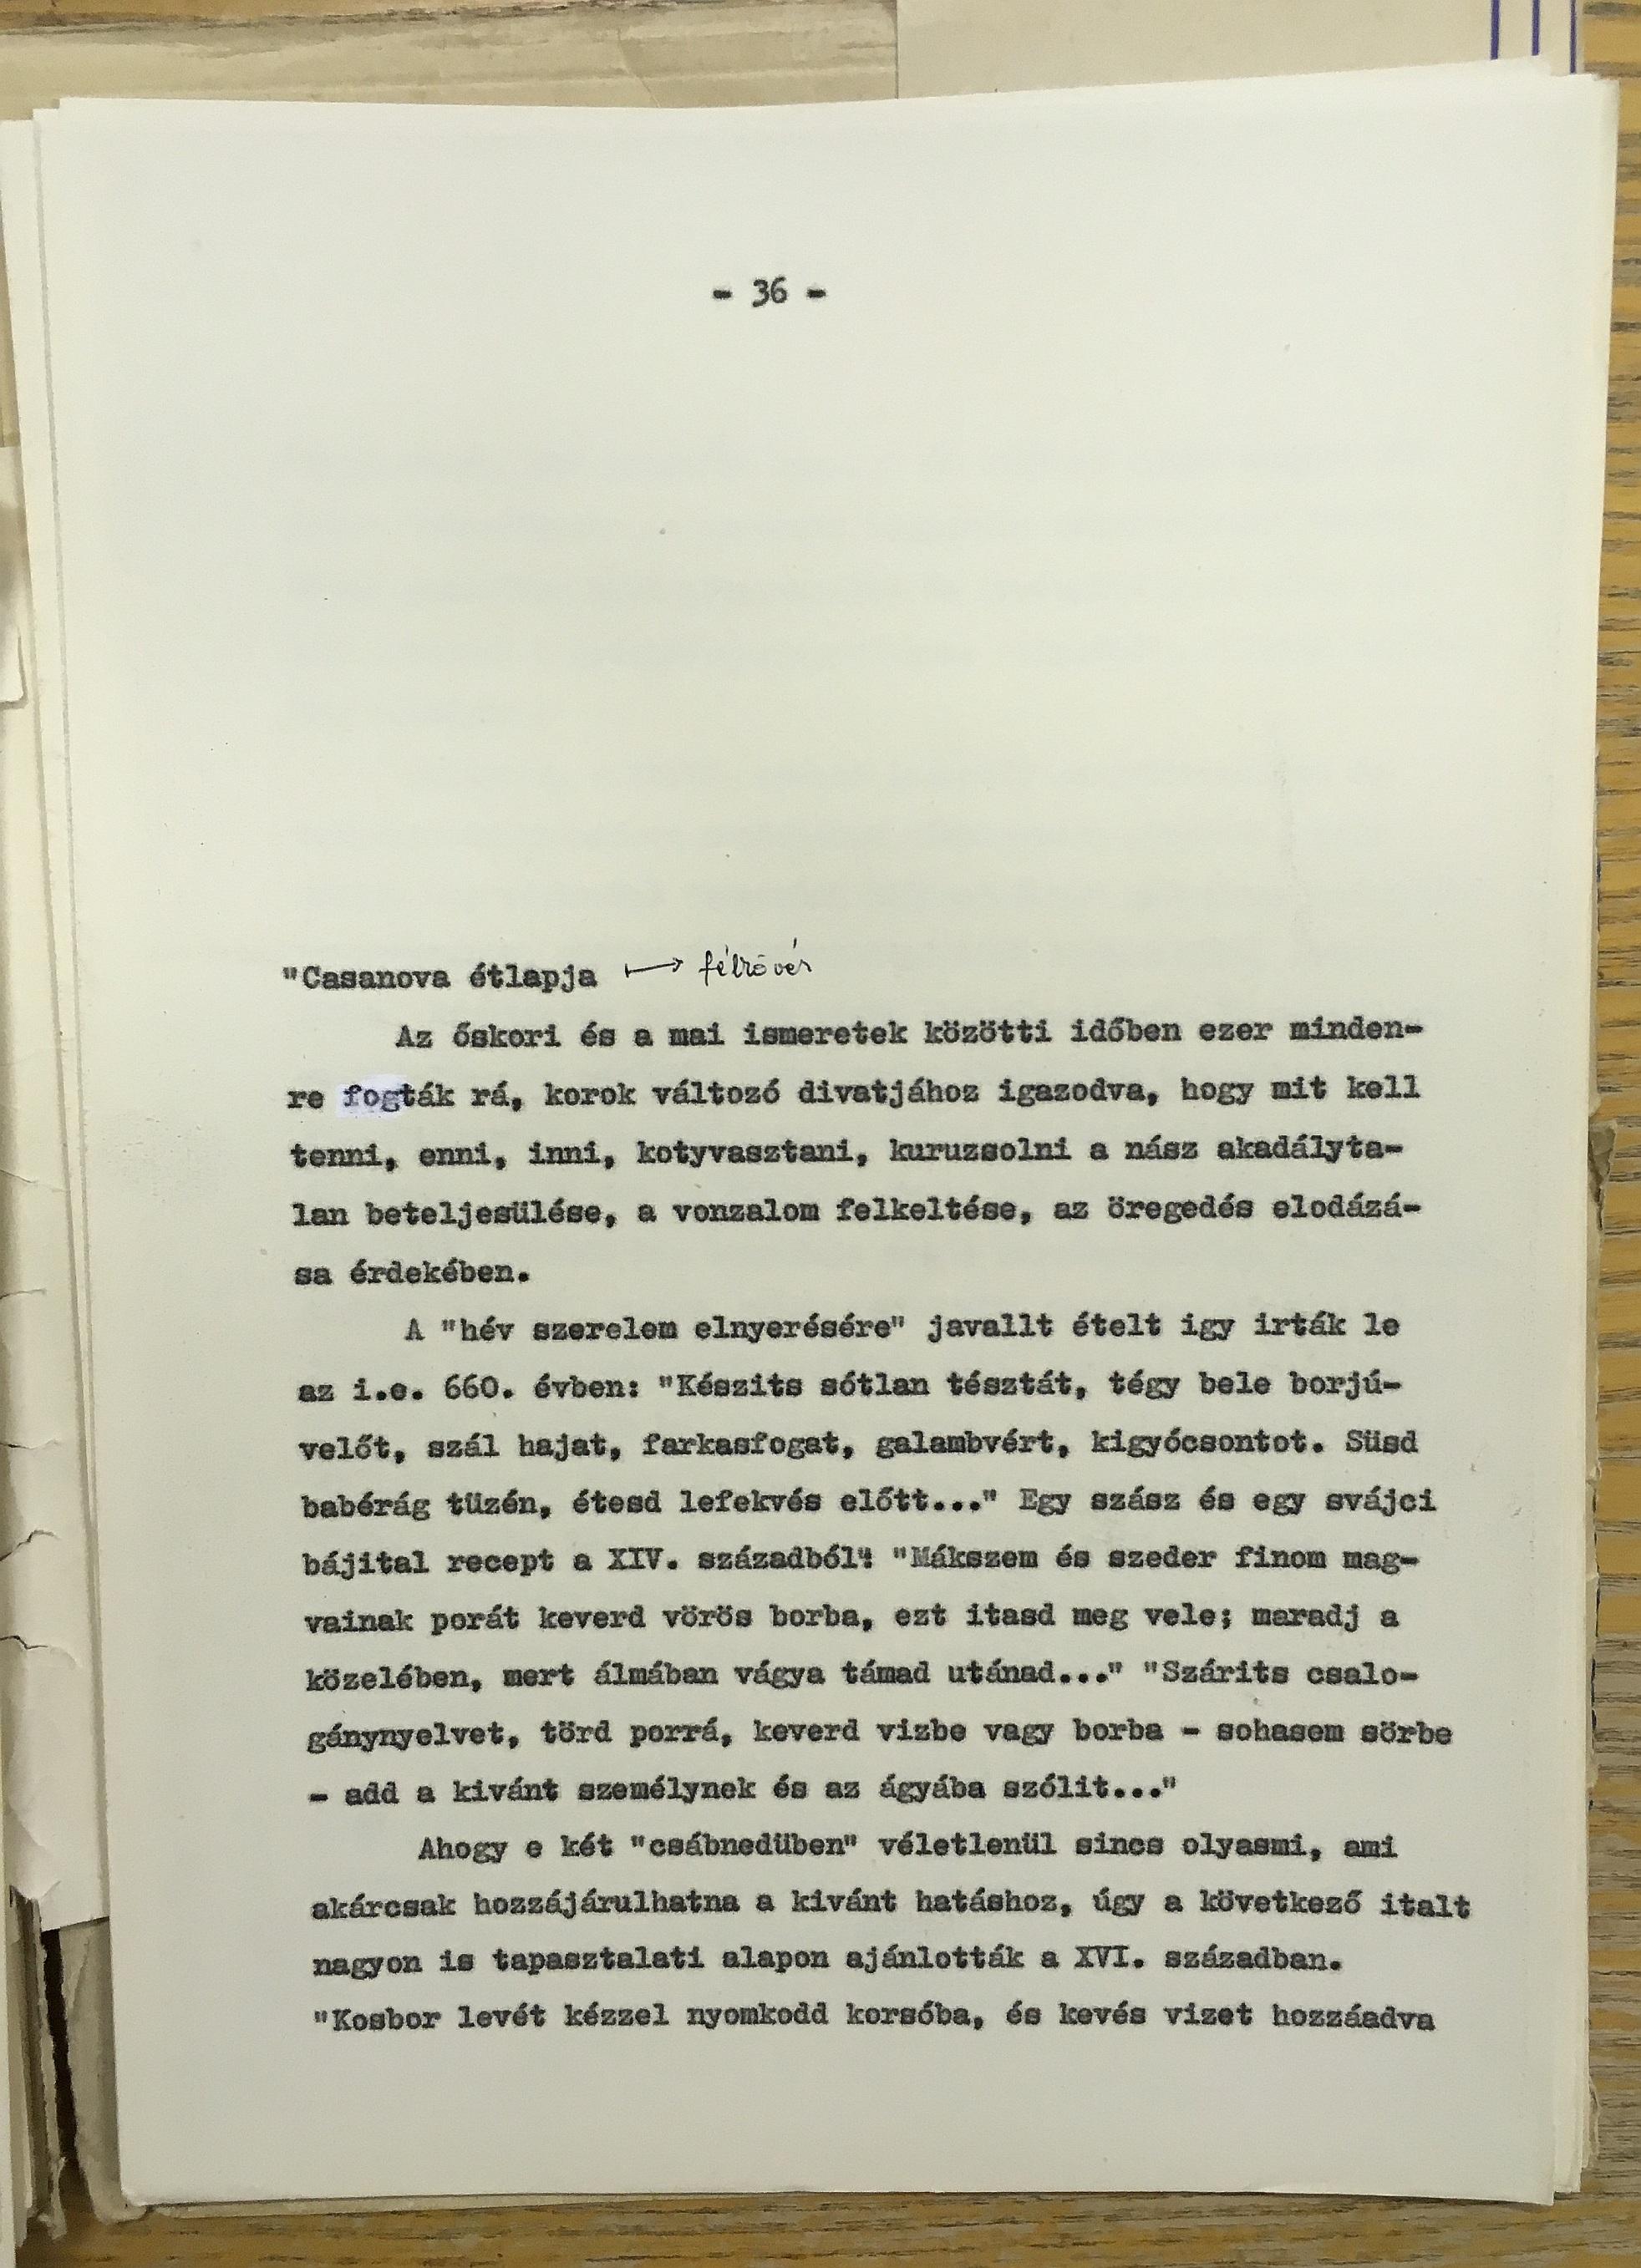 - 36 -
"Casanova étlapja ⟼ félkövér
Az őskori és a mai ismeretek közötti időben ezer minden-
re fogták rá, korok változó divatjához igazodva, hogy mit kell
tenni, enni, inni, kotyvasztani, kuruzsolni a nász akadályta-
lan beteljesülése, a vonzalom felkeltése, az öregedés elodázá-
sa érdekében.
A "hév szerelem elnyerésére" javallt ételt igy irták le
az i.e. 660. évben: "Készits sótlan tésztát, tégy bele borjú-
velőt, szál hajat, farkasfogat, galambvért, kigyócsontot. Süsd
babérág tüzén, étesd lefekvés előtt..." Egy szász és egy svájci
bájital recept a XIV. századból": "Mákszem és szeder finom mag-
vainak porát keverd vörös borba, ezt itasd meg vele; maradj a
közelében, mert álmában vágya támad utánad..." "Szárits csalo-
gánynyelvet, törd porrá, keverd vizbe vagy borba - sohasem sörbe
- add a kivánt személynek és az ágyába szólit..."
Ahogy e két "csábnedüben" véletlenül sincs olyasmi, ami
akárcsak hozzájárulhatna a kivánt hatáshoz, úgy a következő italt
nagyon is tapasztalati alapon ajánlották a XVI. században.
"Kosbor levét kézzel nyomkodd korsóba, és kevés vizet hozzáadva